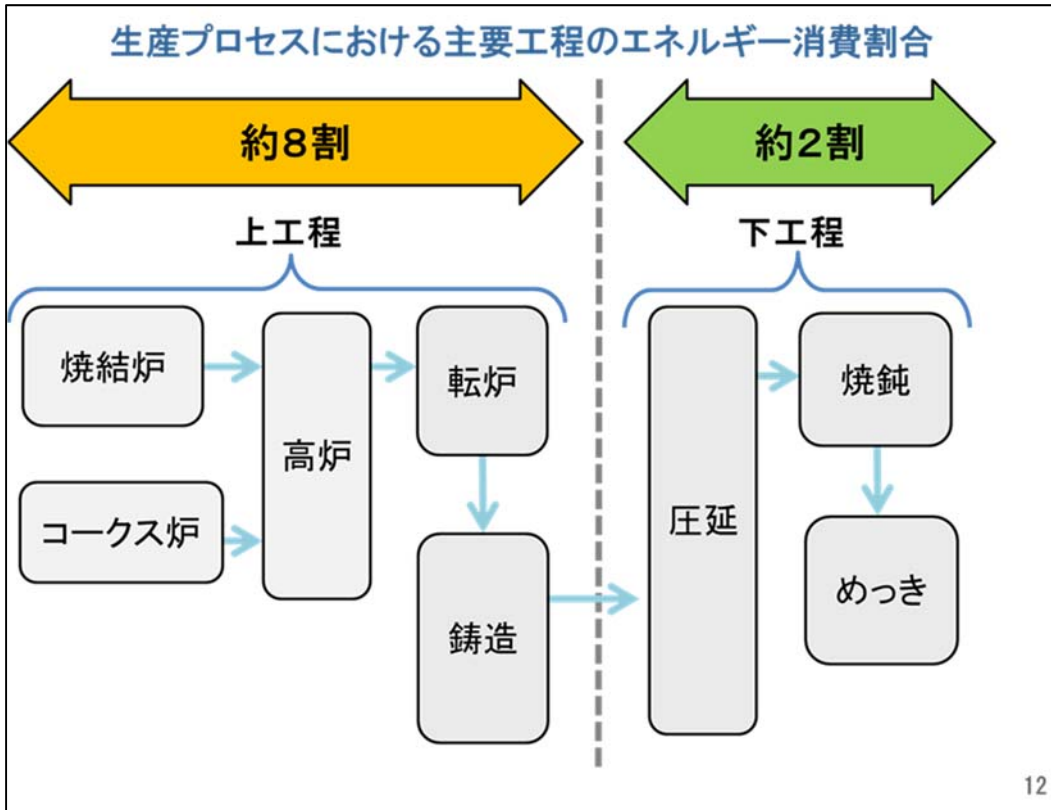 生産プロセスにおける主要工程のエネルギー消費割合
約8割
約2割
上工程
下工程
焼結炉
コークス炉
高炉
転炉
鋳造
圧延
焼鈍
めっき
12